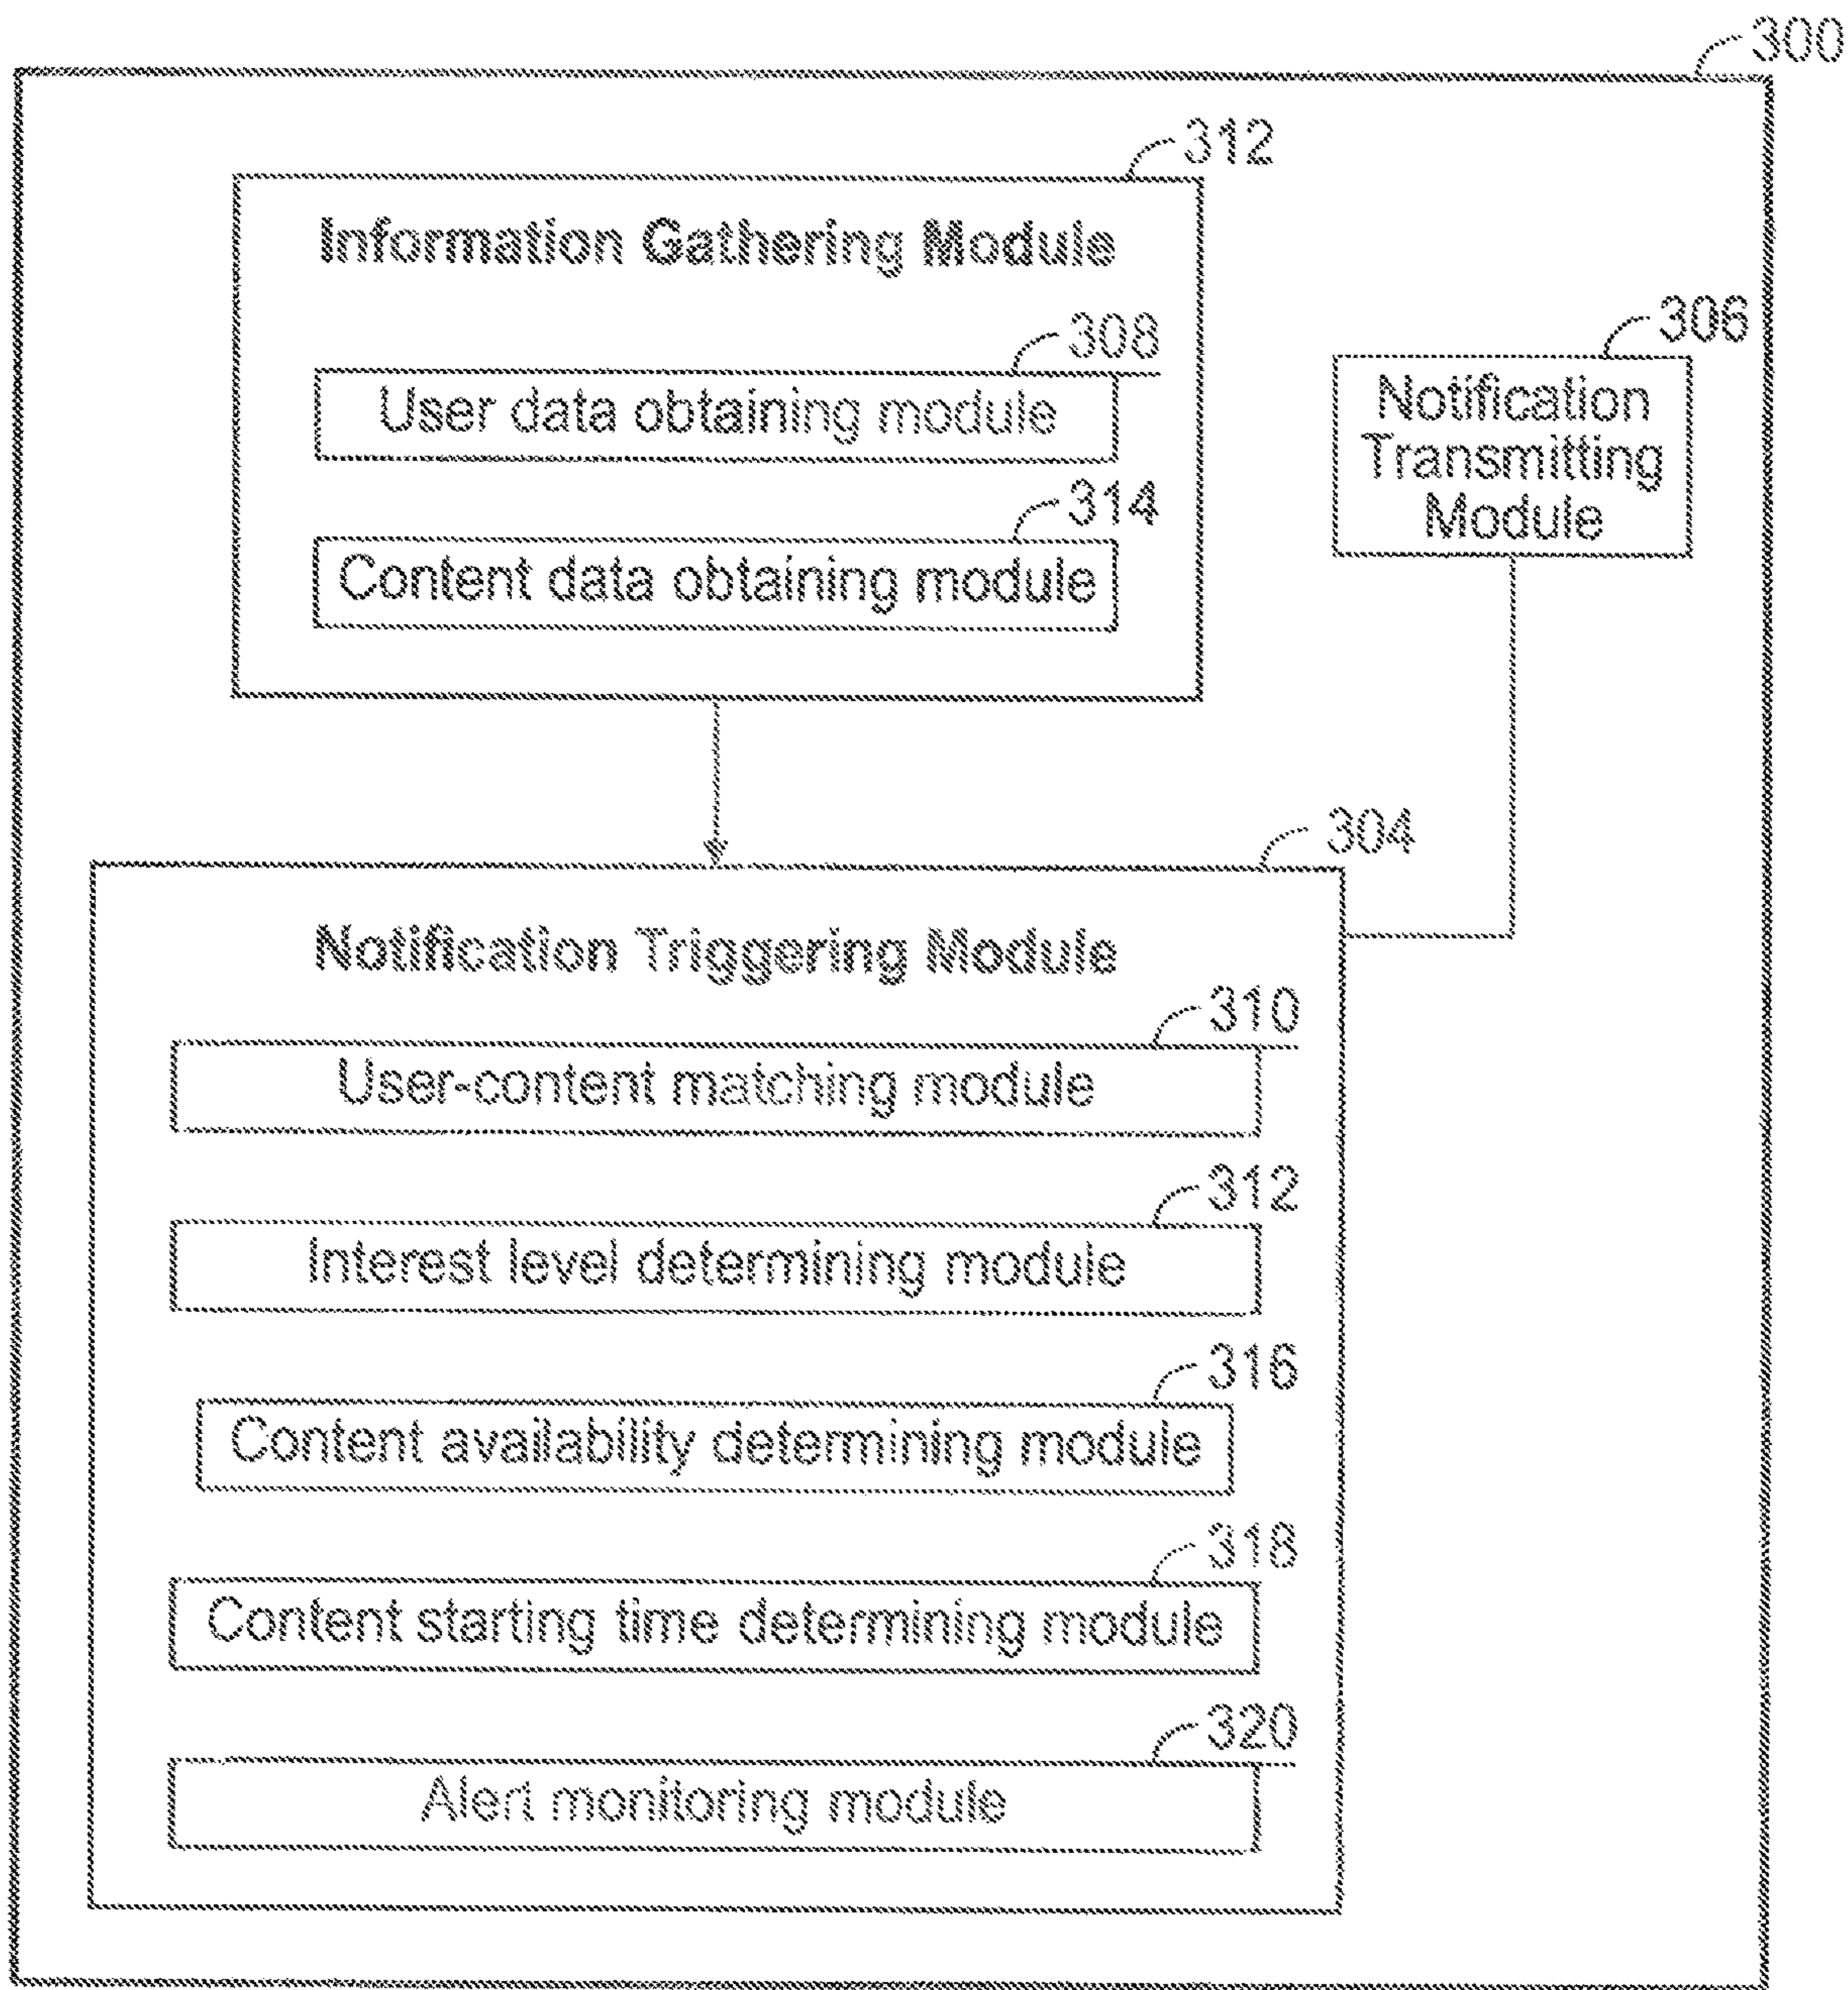 300
312
Information Gathering Module
308
User data obtaining module
314
Content data obtaining module
306
Notification
Transmitting
Module
304
Notification Triggering Module
310
User-content matching module
312
Interest level determining module
316
Content availability determining module
318
Content starting time determining module
320
Alert monitoring module